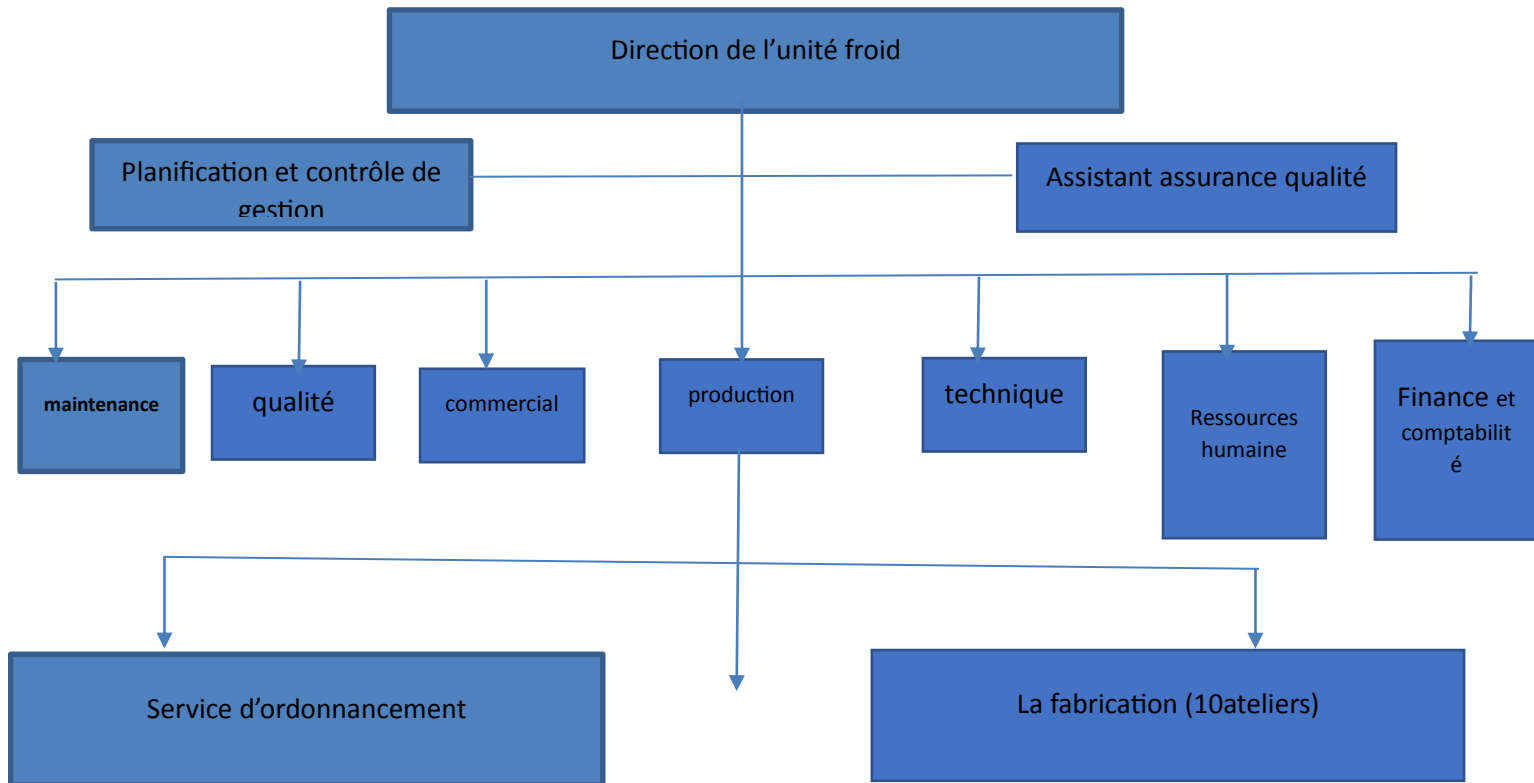 Direction de l’unité froid
Planification et contrôle de
gestion
Assistant assurance qualité
maintenance
qualité
commercial
production
technique
Ressources
humaine
Finance et
comptabilit
é
Service d’ordonnancement
La fabrication (10ateliers)